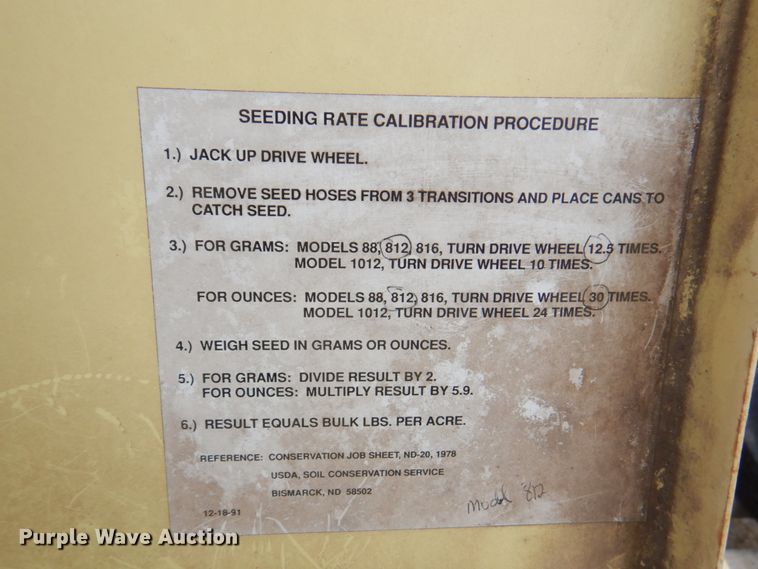 SEEDING RATE CALIBRATION PROCEDURE
1.) JACK UP DRIVE WHEEL.
2.) REMOVE SEED HOSES FROM 3 TRANSITIONS AND PLACE CANS TO
CATCH SEED.
3.) FOR GRAMS: MODELS 88, 812, 816, TURN DRIVE WHEEL 12.5 TIMES.
MODEL 1012, TURN DRIVE WHEEL 10 TIMES.
FOR OUNCES: MODELS 88, 812, 816, TURN DRIVE WHEEL 30 TIMES.
MODEL 1012, TURN DRIVE WHEEL 24 TIMES.
4.) WEIGH SEED IN GRAMS OR OUNCES.
5.) FOR GRAMS: DIVIDE RESULT BY 2.
FOR OUNCES: MULTIPLY RESULT BY 5.9.
6.) RESULT EQUALS BULK LBS. PER ACRE.
REFERENCE: CONSERVATION JOB SHEET, ND-20, 1978
USDA, SOIL CONSERVATION SERVICE
BISMARCK, ND 58502
Model 812
12-18-91
Purple Wave Auction